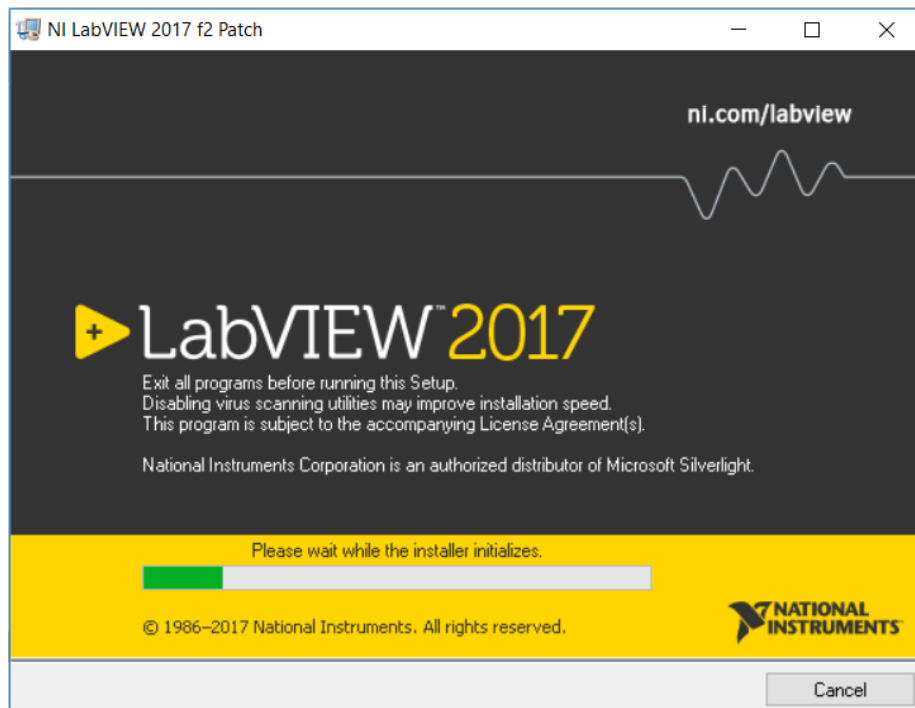 NI LabVIEW 2017 f2 Patch
ni.com/labview
LabVIEW™ 2017
Exit all programs before running this Setup.
Disabling virus scanning utilities may improve installation speed.
This program is subject to the accompanying License Agreement(s).
National Instruments Corporation is an authorized distributor of Microsoft Silverlight.
Please wait while the installer initializes.
© 1986–2017 National Instruments. All rights reserved.
NATIONAL
INSTRUMENTS™
Cancel